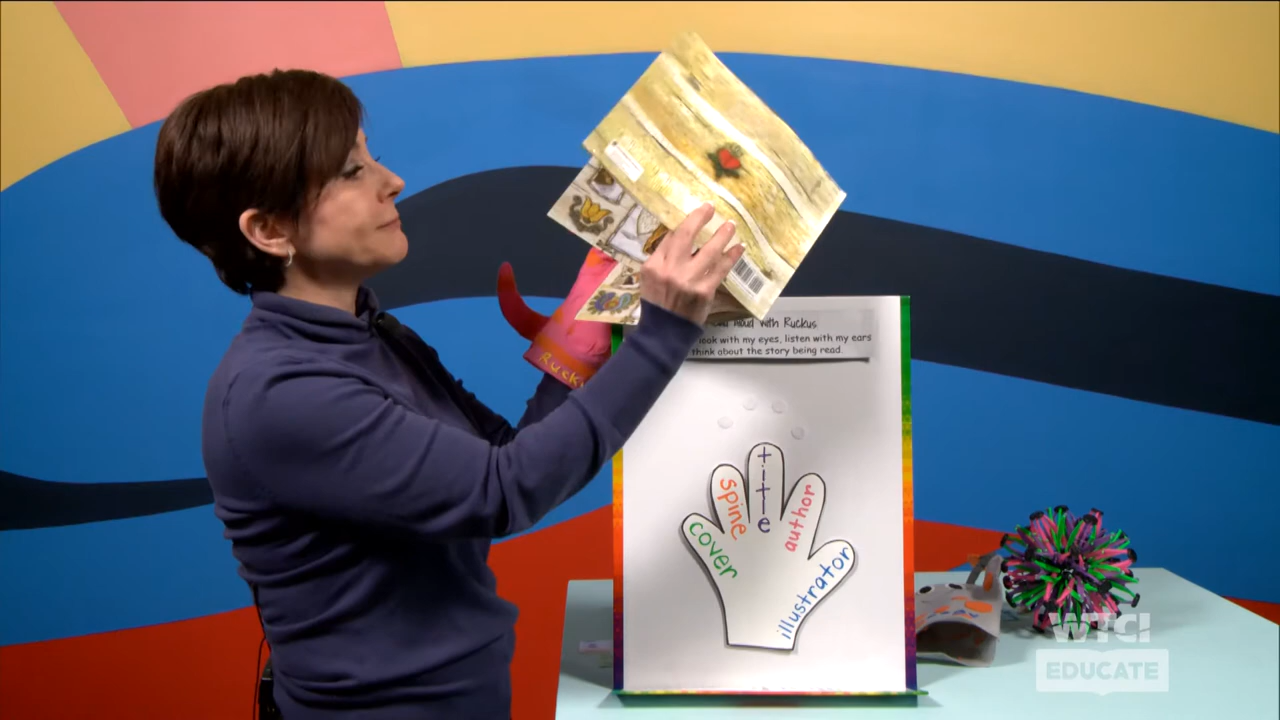 Aloud with Ruckus
look with my eyes, listen with my ears
think about the story being read.
Ruckus
cover
spine
title
author
illustrator
WTCI
EDUCATE